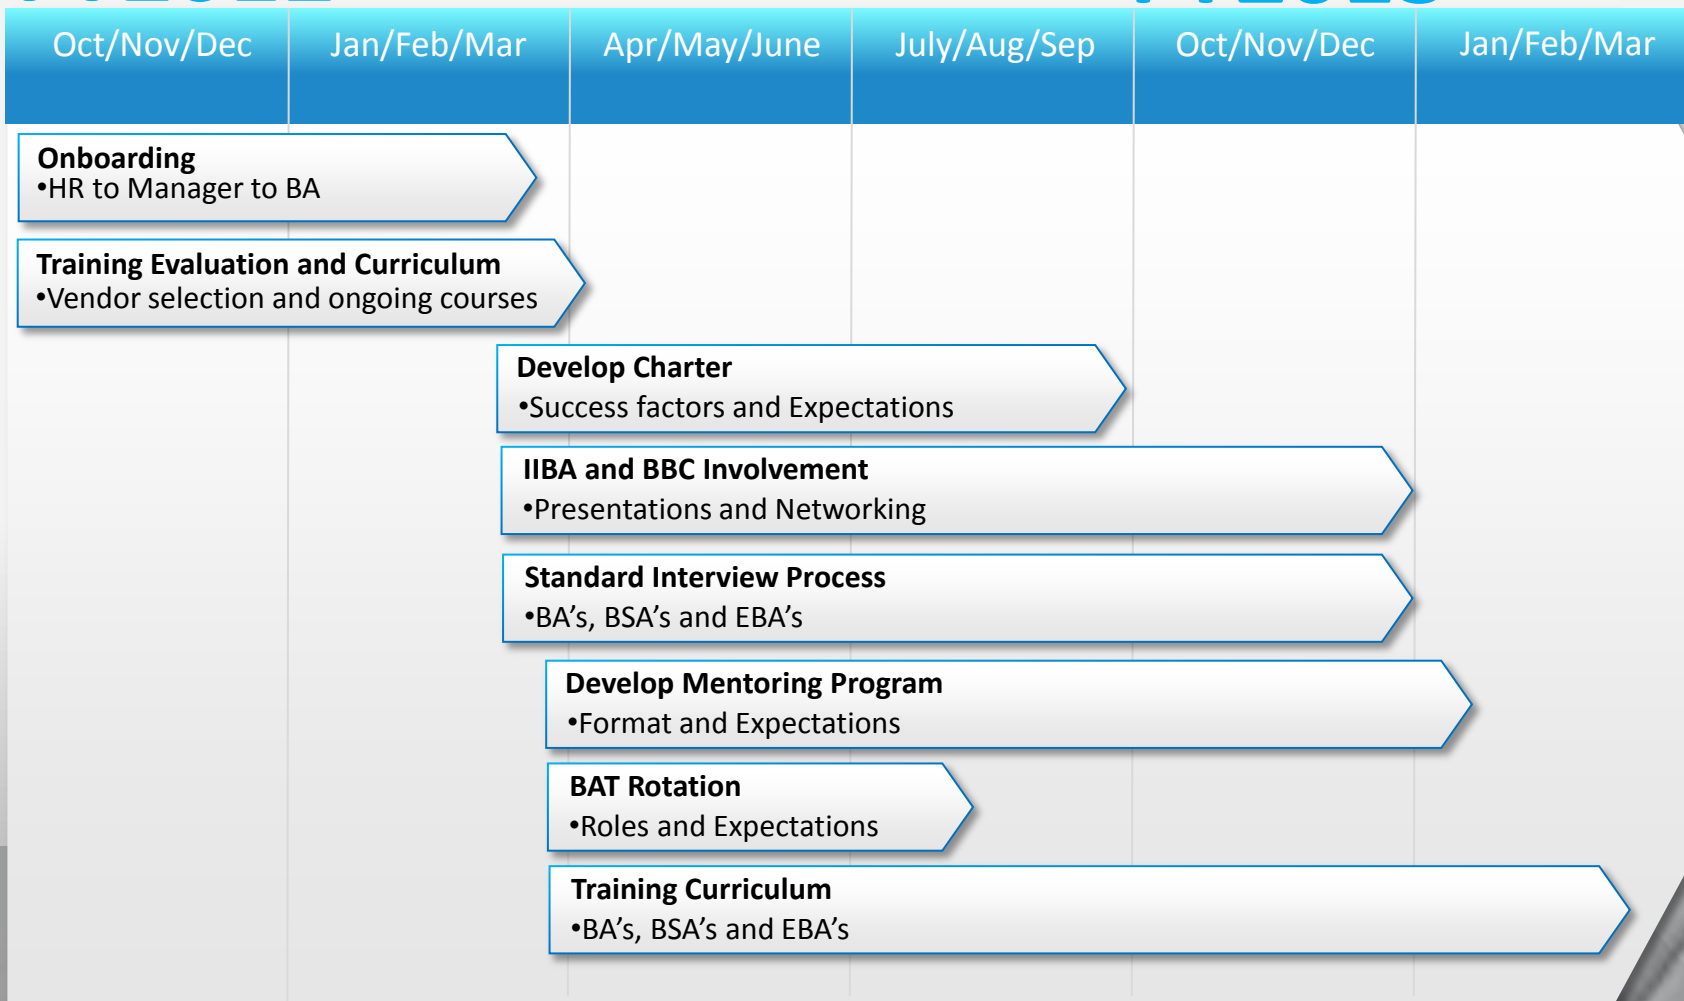 Oct/Nov/Dec Jan/Feb/Mar Apr/May/June July/Aug/Sep Oct/Nov/Dec Jan/Feb/Mar
Onboarding
•HR to Manager to BA
Training Evaluation and Curriculum
•Vendor selection and ongoing courses
Develop Charter
•Success factors and Expectations
IIBA and BBC Involvement
•Presentations and Networking
Standard Interview Process
•BA’s, BSA’s and EBA’s
Develop Mentoring Program
•Format and Expectations
BAT Rotation
•Roles and Expectations
Training Curriculum
•BA’s, BSA’s and EBA’s